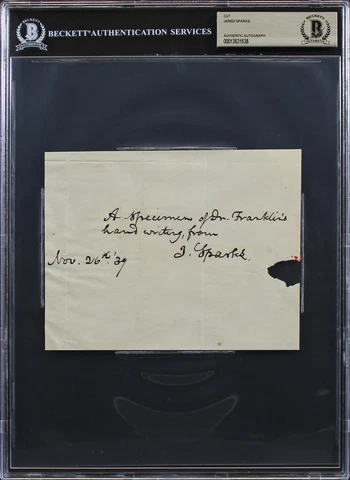 BECKETT AUTHENTICATION SERVICES
CUT
JARED SPARKS
AUTHENTIC AUTOGRAPH
00013631638
A specimen of Dr. Franklin's
hand writing, from
J. Sparks.
Nov. 26th. '39